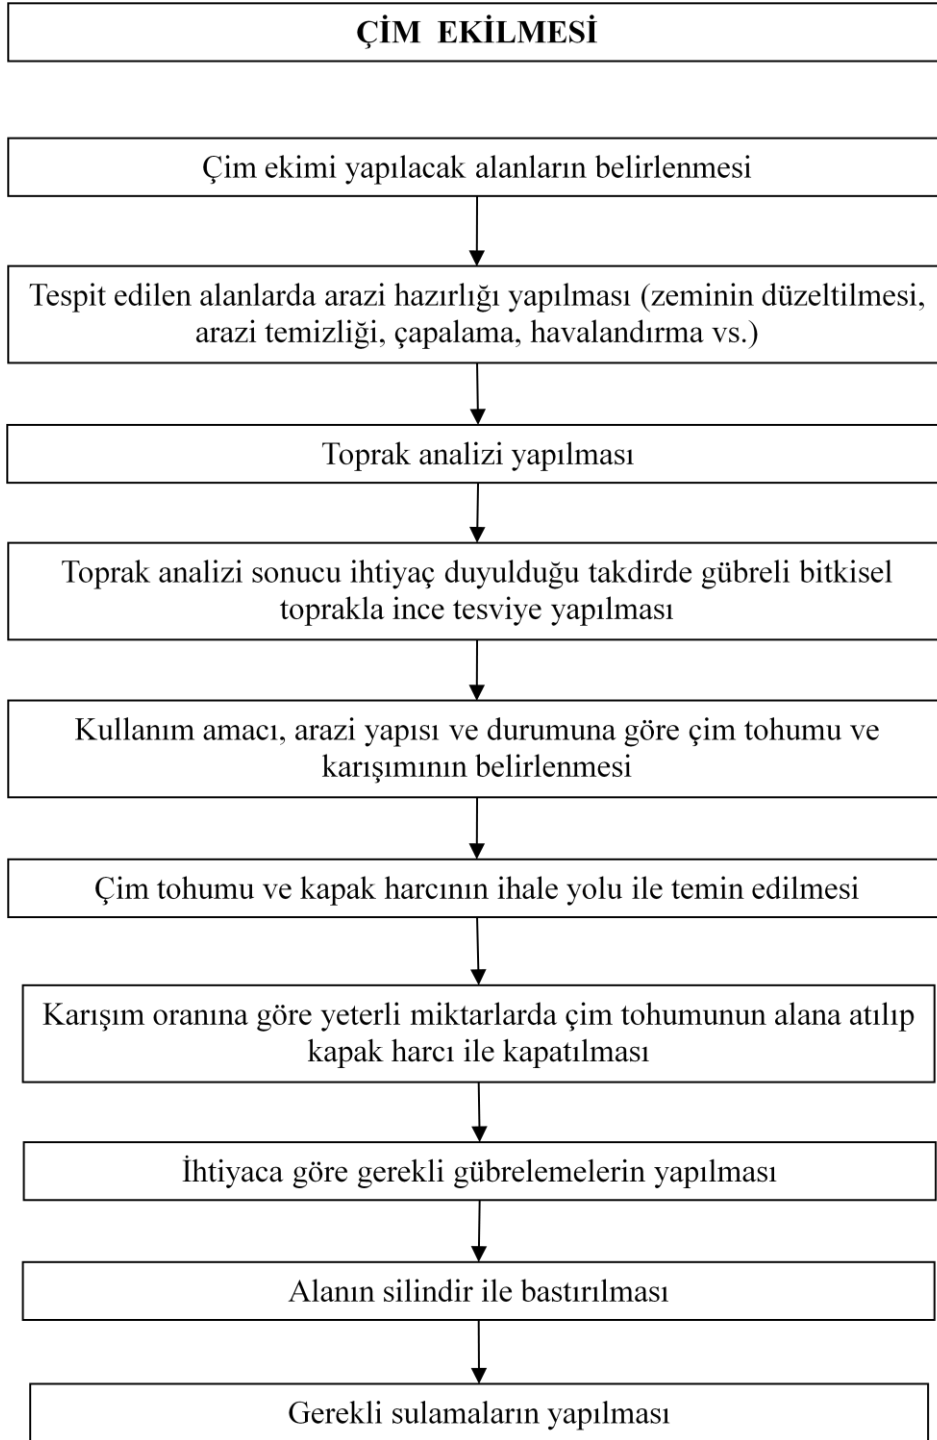 ÇİM EKİLMESİ
Çim ekimi yapılacak alanların belirlenmesi
Tespit edilen alanlarda arazi hazırlığı yapılması (zeminin düzeltilmesi,
arazi temizliği, çapalama, havalandırma vs.)
Toprak analizi yapılması
Toprak analizi sonucu ihtiyaç duyulduğu takdirde gübreli bitkisel
toprakla ince tesviye yapılması
Kullanım amacı, arazi yapısı ve durumuna göre çim tohumu ve
karışımının belirlenmesi
Çim tohumu ve kapak harcının ihale yolu ile temin edilmesi
Karışım oranına göre yeterli miktarlarda çim tohumunun alana atılıp
kapak harcı ile kapatılması
İhtiyaca göre gerekli gübrelemelerin yapılması
Alanın silindir ile bastırılması
Gerekli sulamaların yapılması